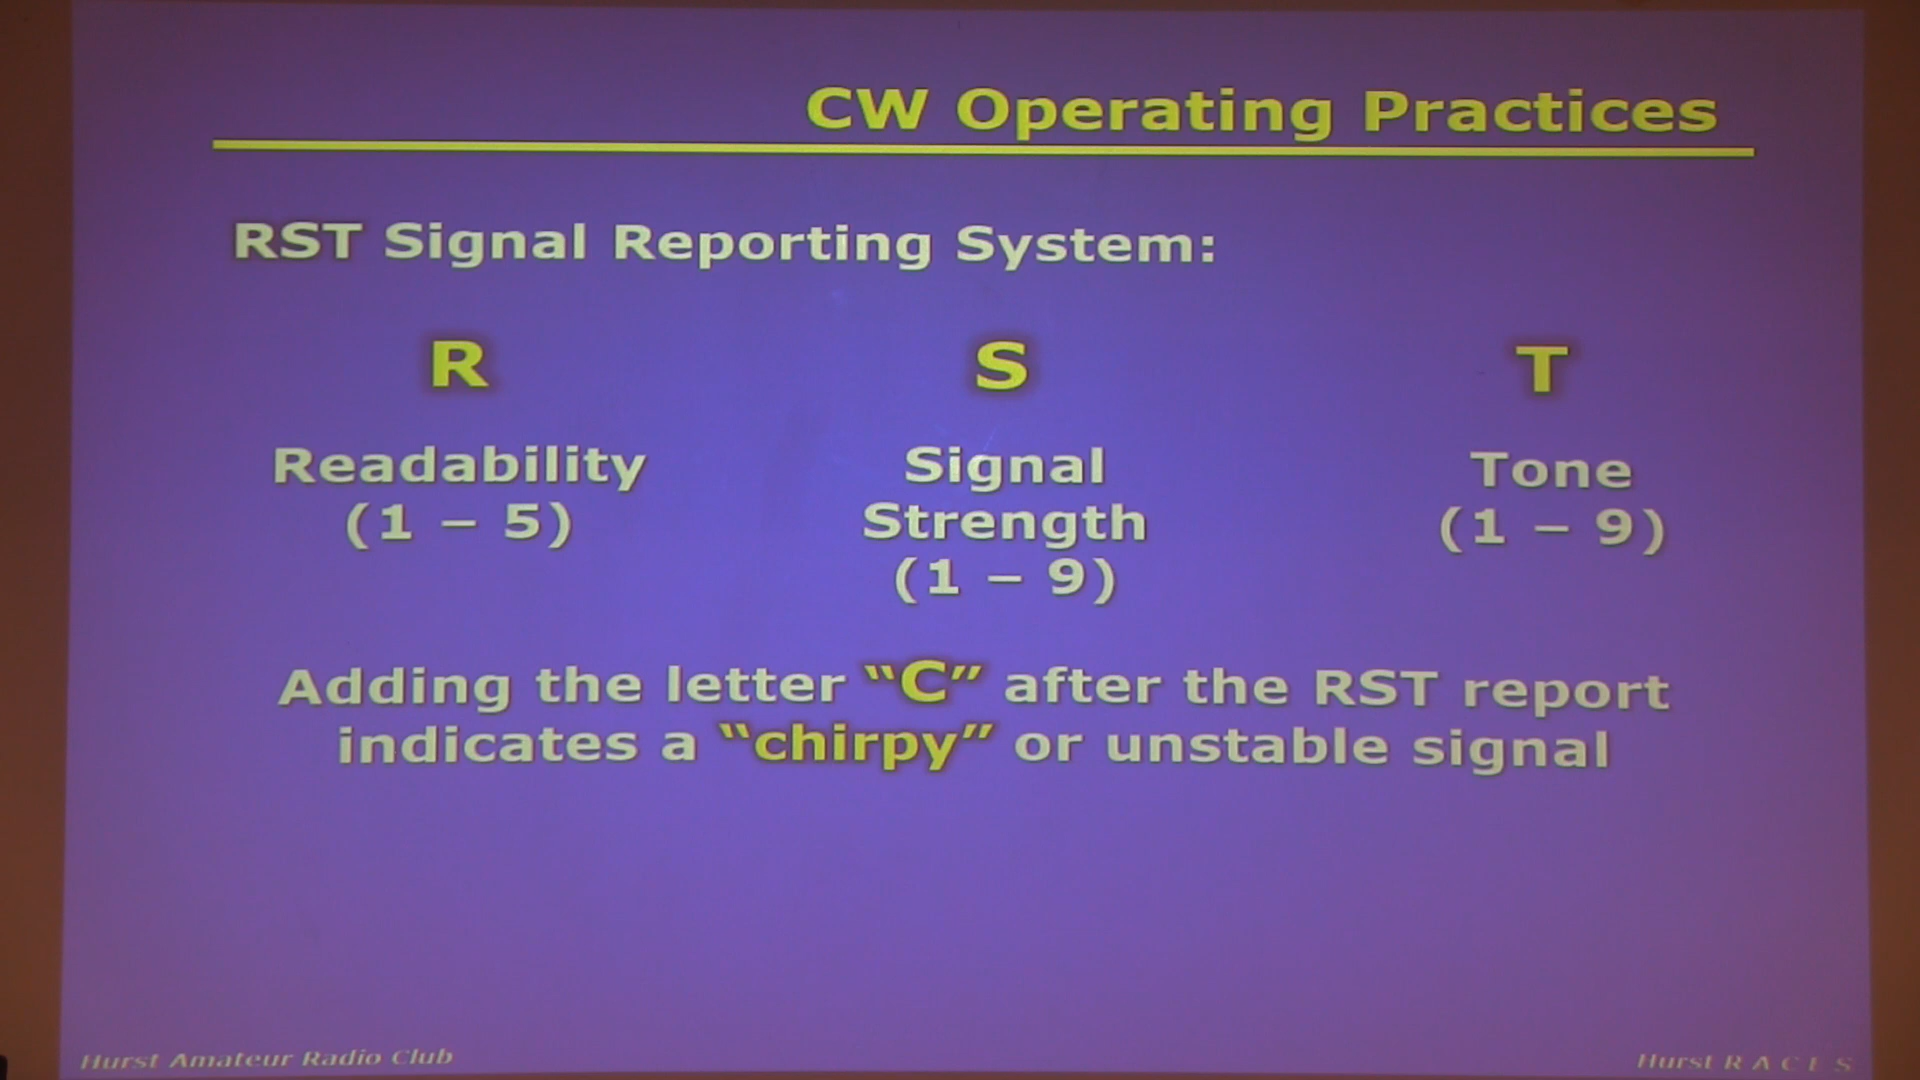 CW Operating Practices
RST Signal Reporting System:
R S T
Readability Signal Tone
(1 – 5) Strength (1 – 9)
(1 – 9)
Adding the letter “C” after the RST report
indicates a “chirpy” or unstable signal
Hurst Amateur Radio Club Hurst R A C E S